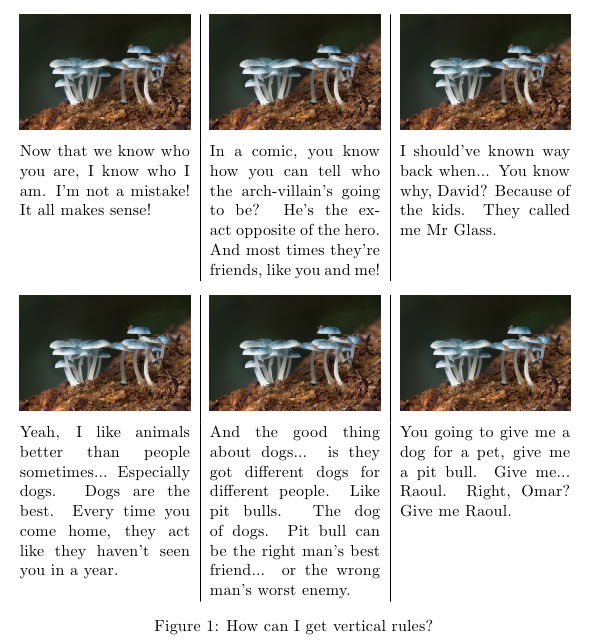 Now that we know who
you are, I know who I
am. I'm not a mistake!
It all makes sense!
In a comic, you know
how you can tell who
the arch-villain's going
to be? He's the ex-
act opposite of the hero.
And most times they're
friends, like you and me!
I should've known way
back when... You know
why, David? Because of
the kids. They called
me Mr Glass.
Yeah, I like animals
better than people
sometimes... Especially
dogs. Dogs are the
best. Every time you
come home, they act
like they haven't seen
you in a year.
And the good thing
about dogs... is they
got different dogs for
different people. Like
pit bulls. The dog
of dogs. Pit bull can
be the right man's best
friend... or the wrong
man's worst enemy.
You going to give me a
dog for a pet, give me
a pit bull. Give me...
Raoul. Right, Omar?
Give me Raoul.
Figure 1: How can I get vertical rules?